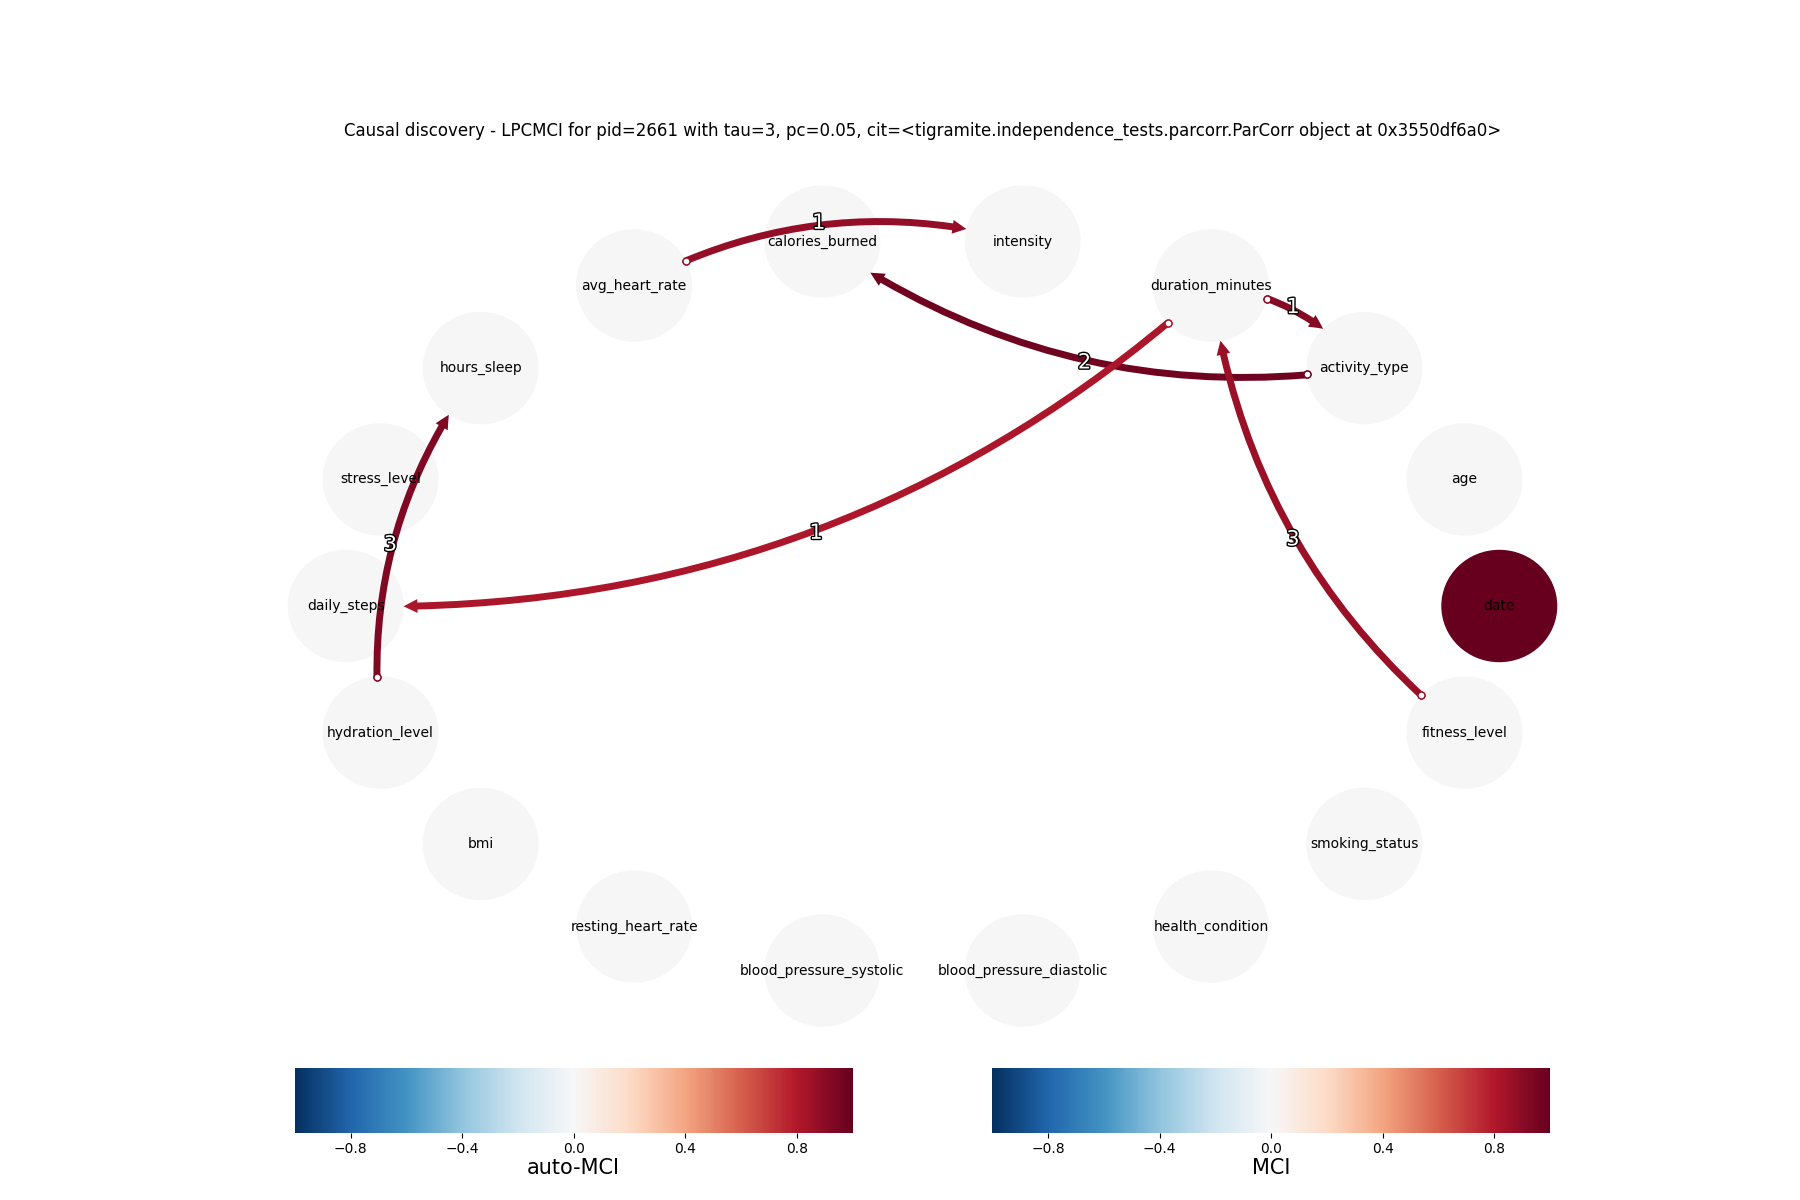 Causal discovery - LPCMCI for pid=2661 with tau=3, pc=0.05, cit=<tigramite.independence_tests.parcorr.ParCorr object at 0x3550df6a0>
1
calories_burned
intensity
avg_heart_rate
duration_minutes
1
hours_sleep
2
activity_type
stress_level
age
1
3
3
daily_steps
date
hydration_level
fitness_level
bmi
smoking_status
resting_heart_rate
health_condition
blood_pressure_systolic
blood_pressure_diastolic
−0.8 −0.4 0.0 0.4 0.8
auto-MCI
−0.8 −0.4 0.0 0.4 0.8
MCI